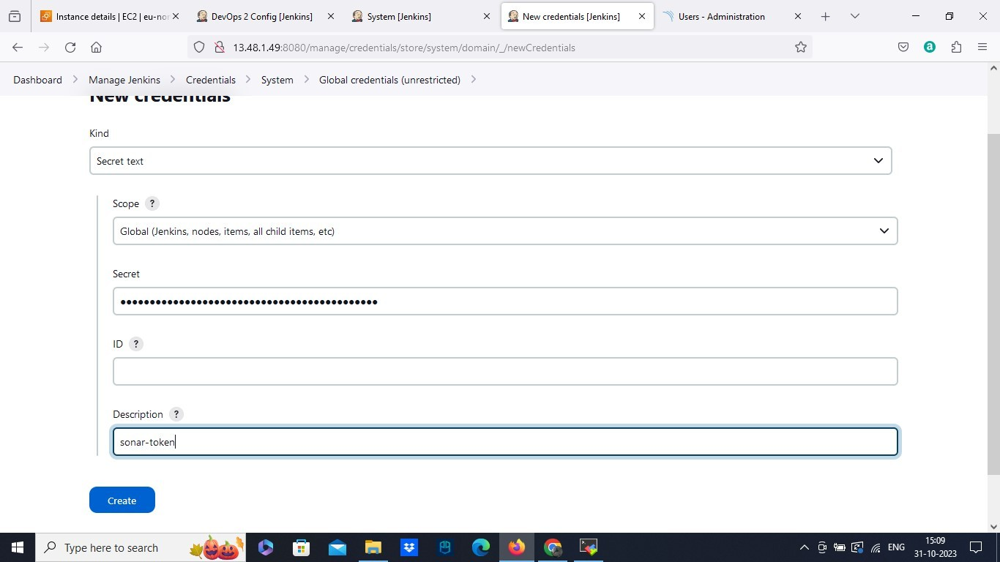 Instance details | EC2 | eu-nor
DevOps 2 Config [Jenkins]
System [Jenkins]
New credentials [Jenkins]
Users - Administration
13.48.1.49:8080/manage/credentials/store/system/domain/_/newCredentials
Dashboard
Manage Jenkins
Credentials
System
Global credentials (unrestricted)
New credentials
Kind
Secret text
Scope ?
Global (Jenkins, nodes, items, all child items, etc)
Secret
••••••••••••••••••••••••••••••••••••••••••••
ID ?
Description ?
sonar-token
Create
Type here to search
ENG
15:09
31-10-2023